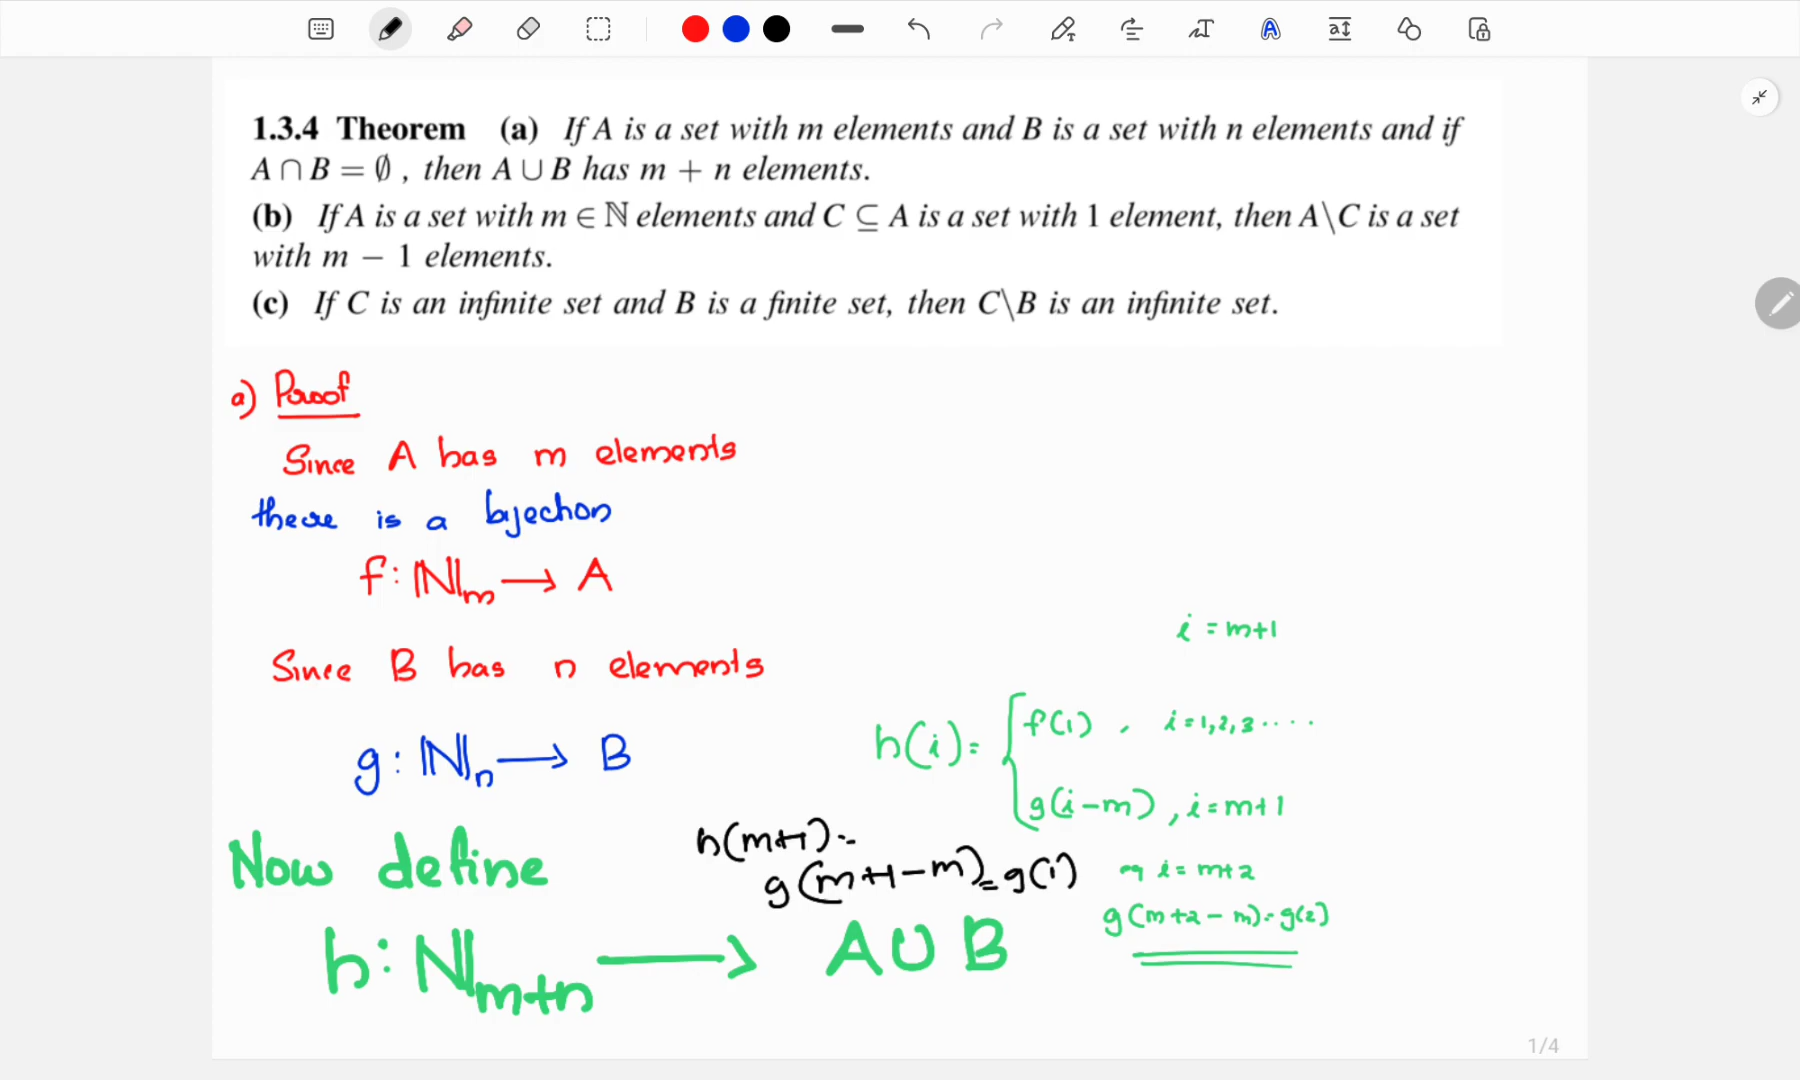 1.3.4 Theorem (a) If A is a set with m elements and B is a set with n elements and if
A ∩ B = ∅ , then A ∪ B has m + n elements.
(b) If A is a set with m ∈ ℕ elements and C ⊆ A is a set with 1 element, then A\C is a set
with m − 1 elements.
(c) If C is an infinite set and B is a finite set, then C\B is an infinite set.
a) Proof
Since A has m elements
there is a bijection
f: ℕm → A
Since B has n elements
g: ℕn → B
i = m+1
h(i) = { f(i) , i = 1,2,3 .....
g(i-m) , i = m+1
Now define
h(m+1) =
g(m+1-m) = g(1)
i = m+2
g(m+2-m) = g(2)
h: ℕm+n → A∪B
1/4